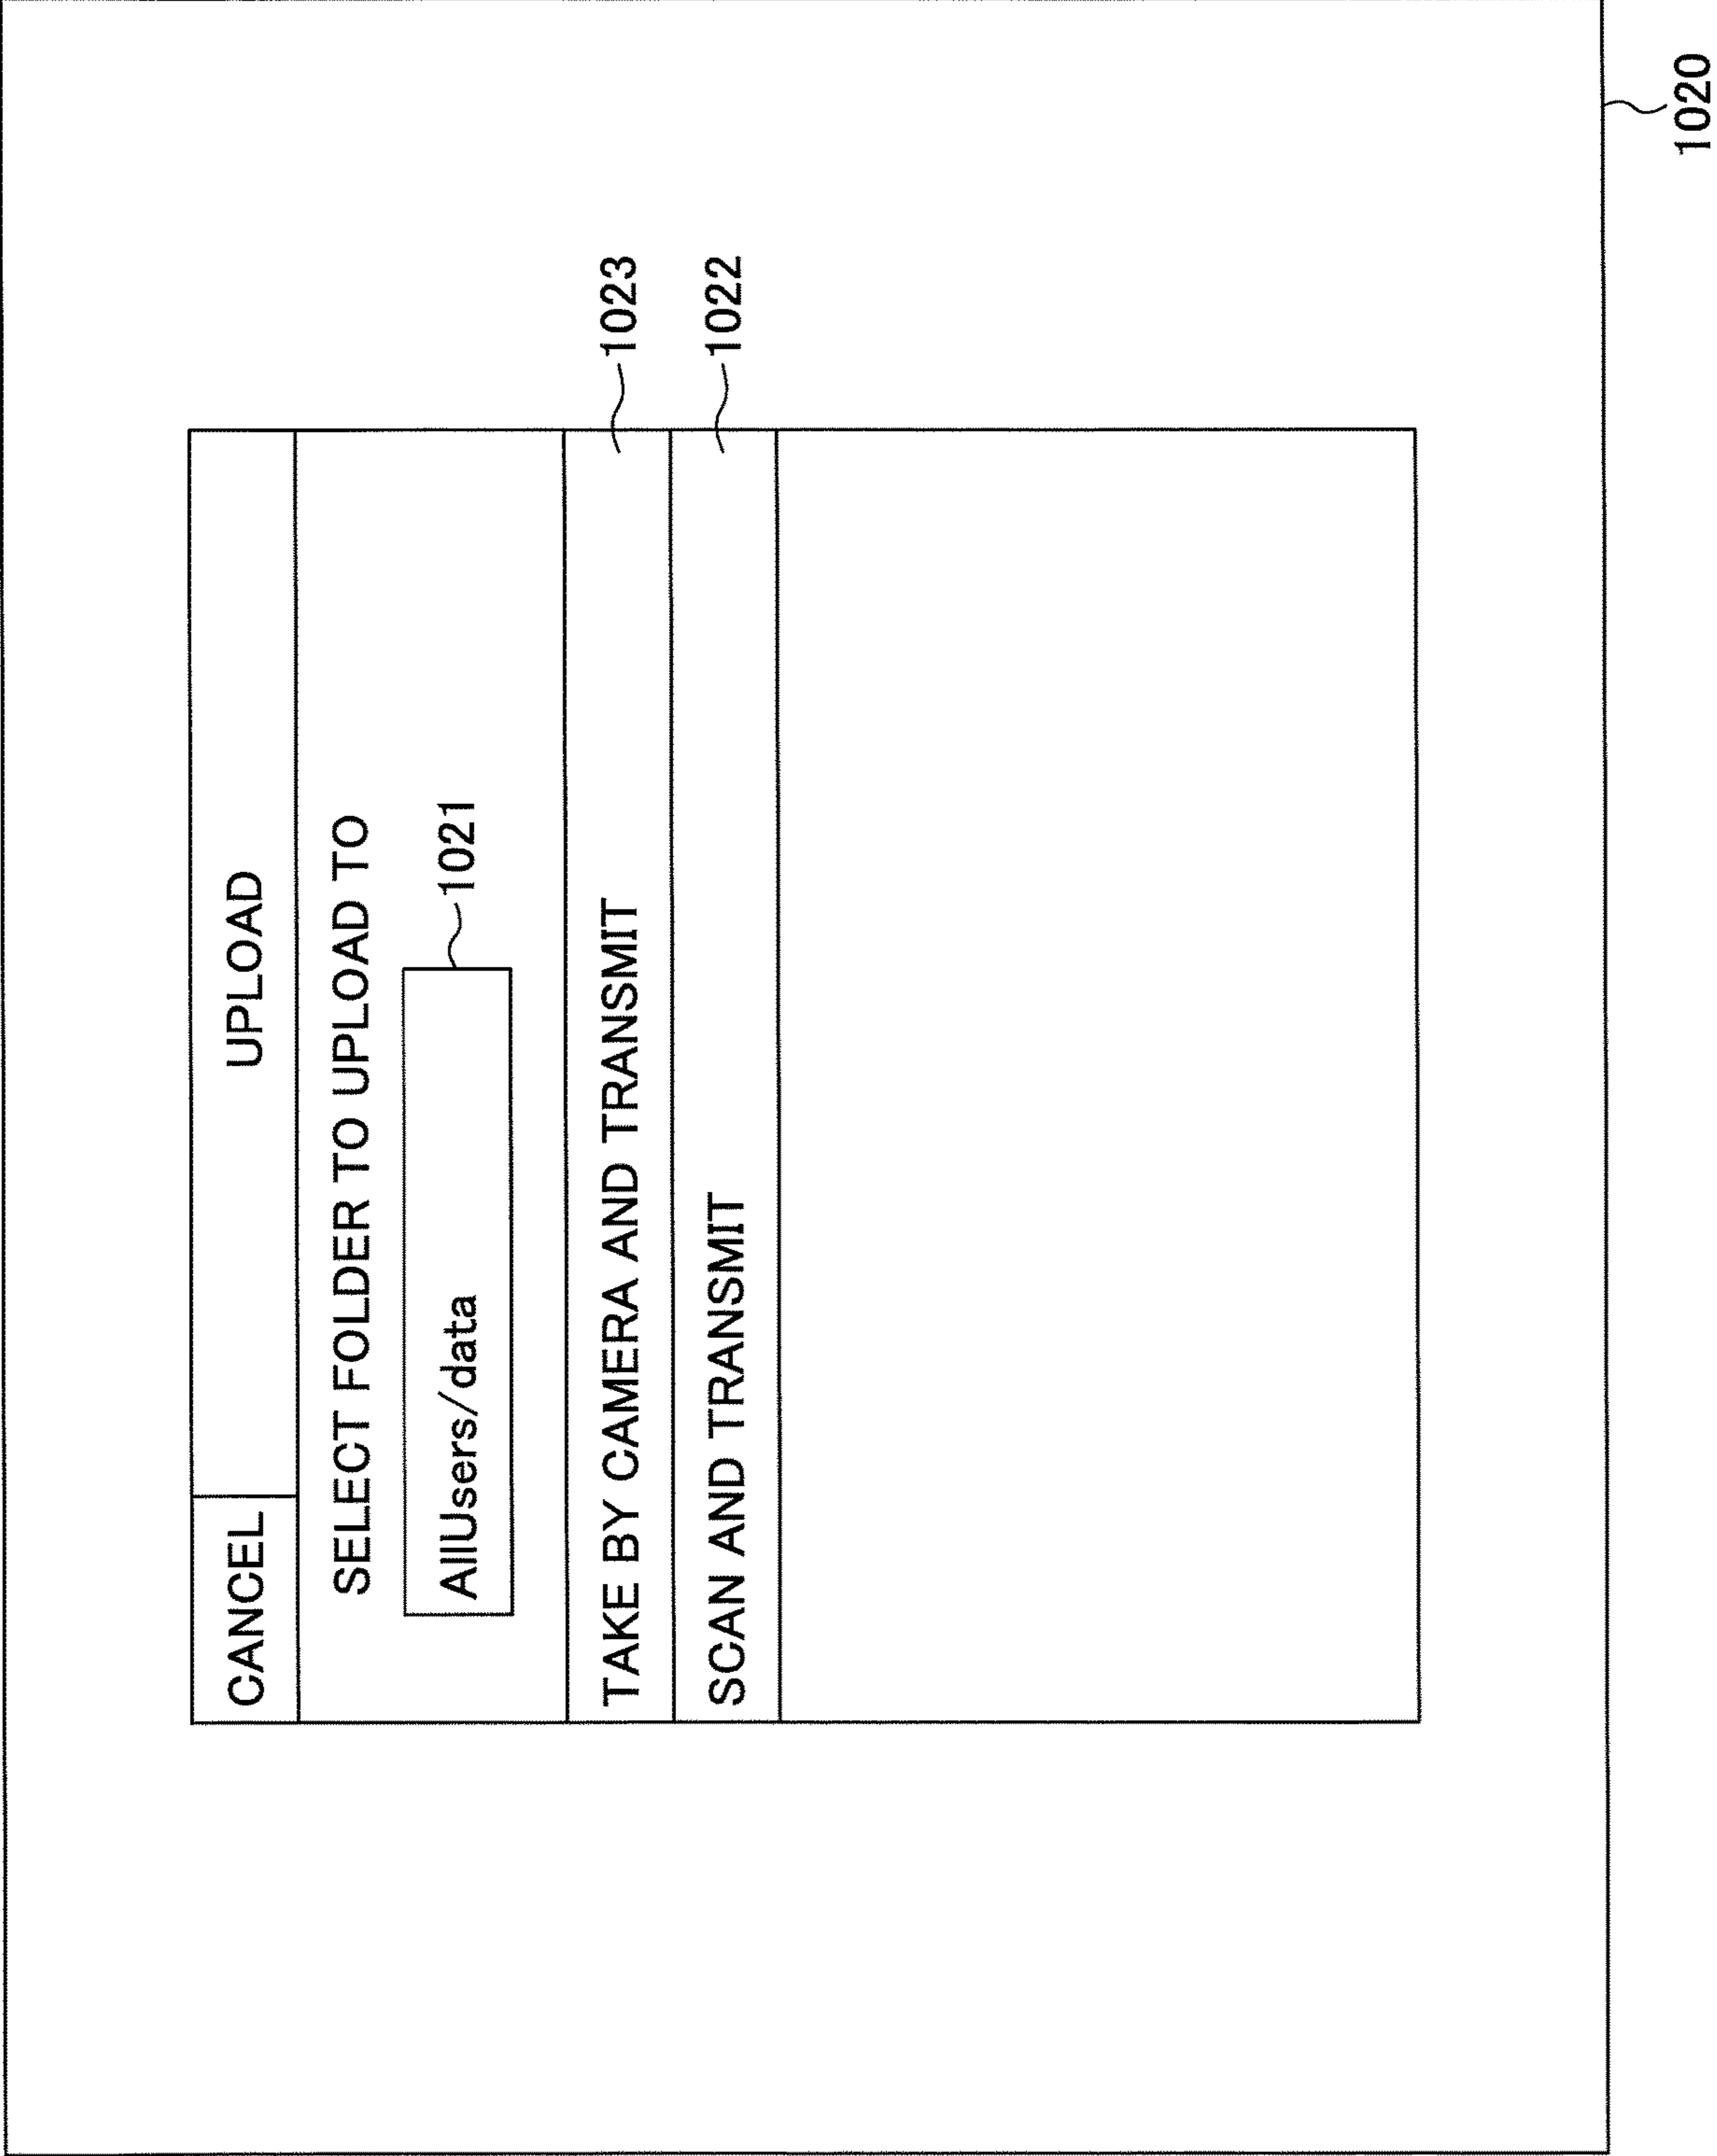 CANCEL UPLOAD
SELECT FOLDER TO UPLOAD TO
AllUsers/data
1021
TAKE BY CAMERA AND TRANSMIT
1023
SCAN AND TRANSMIT
1022
1020